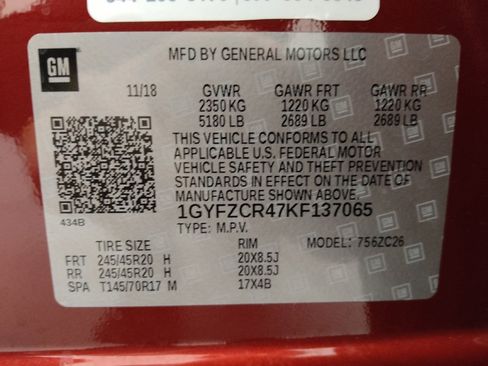 GM
MFD BY GENERAL MOTORS LLC
11/18 GVWR GAWR FRT GAWR RR
2350 KG 1220 KG 1220 KG
5180 LB 2689 LB 2689 LB
THIS VEHICLE CONFORMS TO ALL
APPLICABLE U.S. FEDERAL MOTOR
VEHICLE SAFETY AND THEFT PREVENTION
STANDARDS IN EFFECT ON THE DATE OF
MANUFACTURE SHOWN ABOVE.
434B 1GYFZCR47KF137065
TYPE: M.P.V.
TIRE SIZE RIM MODEL: 756ZC26
FRT 245/45R20 H 20X8.5J
RR 245/45R20 H 20X8.5J
SPA T145/70R17 M 17X4B